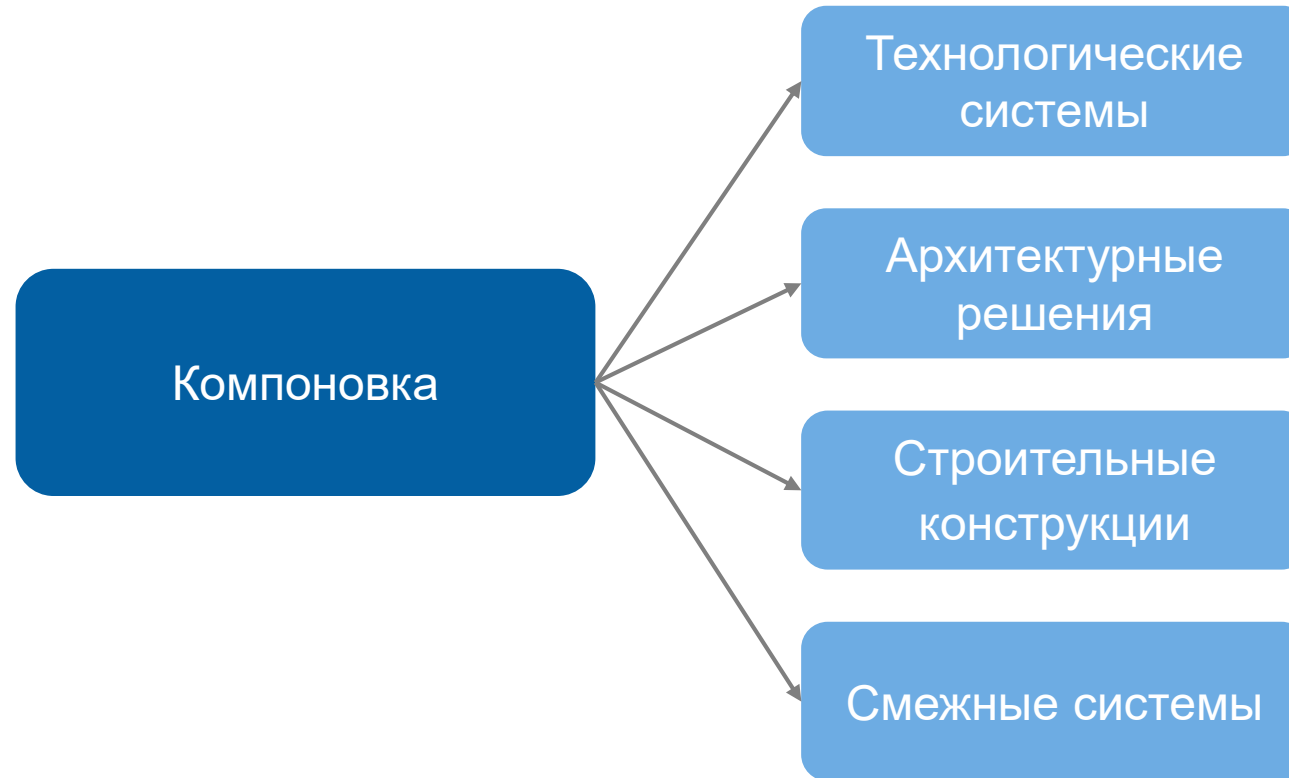 Технологические
системы
Архитектурные
решения
Компоновка
Строительные
конструкции
Смежные системы